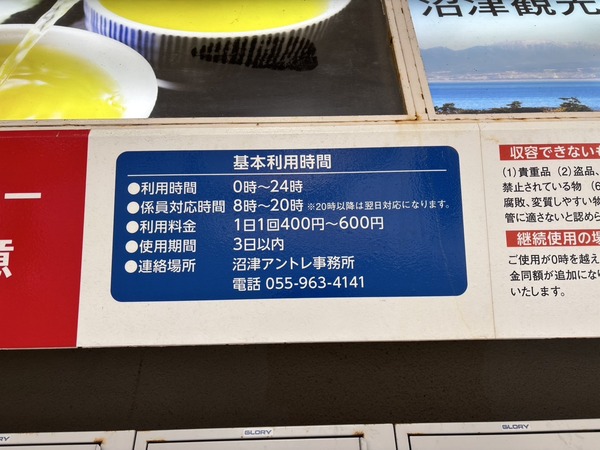 沼津観光
ー
基本利用時間
●利用時間 0時～24時
●係員対応時間 8時～20時 ※20時以降は翌日対応になります。
●利用料金 1日1回400円～600円
●使用期間 3日以内
●連絡場所 沼津アントレ事務所
電話 055-963-4141
収容できないも
(1)貴重品 (2)盗品、
禁止されている物 (6
腐敗、変質しやすい物
管に適さないと認めら
継続使用の場
ご使用が0時を越え
金同額が追加になり
いたします。
GLORY
GLORY